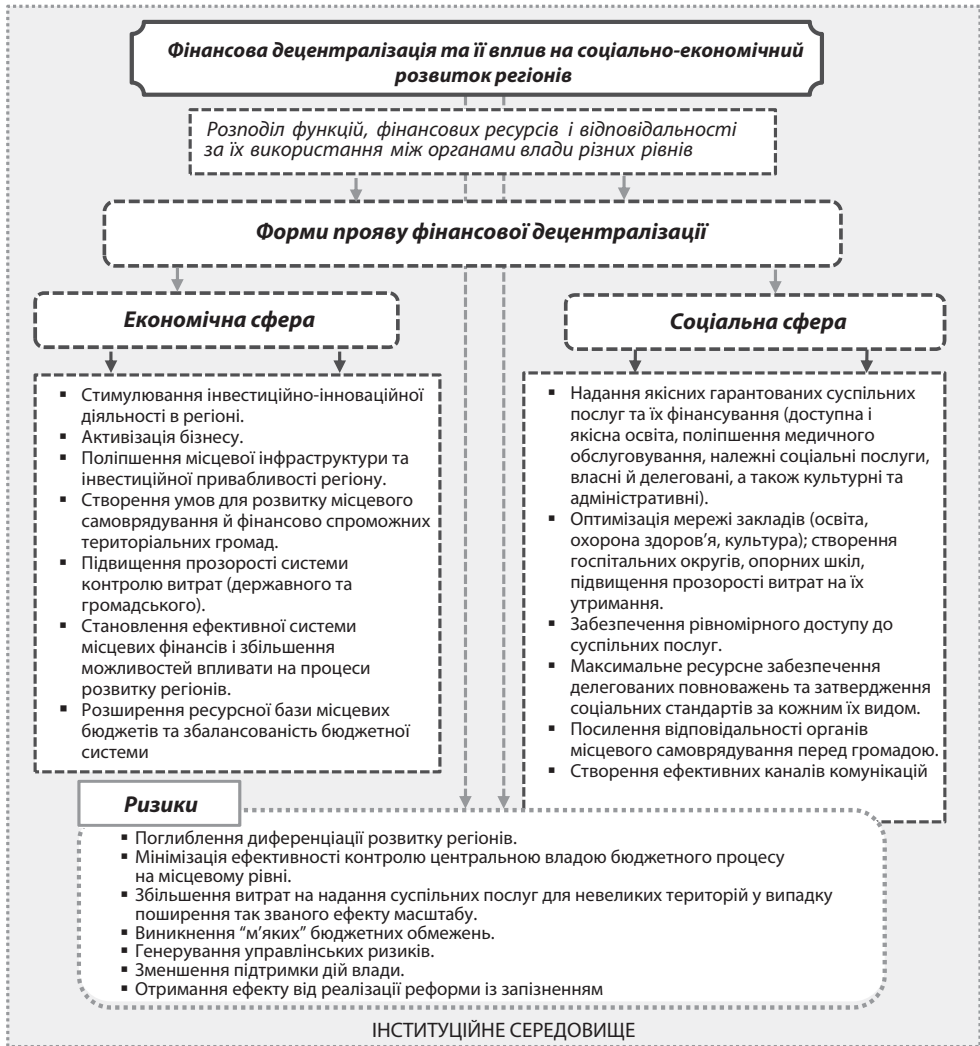 Фінансова децентралізація та її вплив на соціально-економічний
розвиток регіонів
Розподіл функцій, фінансових ресурсів і відповідальності
за їх використання між органами влади різних рівнів
Форми прояву фінансової децентралізації
Економічна сфера
▪ Стимулювання інвестиційно-інноваційної
діяльності в регіоні.
▪ Активізація бізнесу.
▪ Поліпшення місцевої інфраструктури та
інвестиційної привабливості регіону.
▪ Створення умов для розвитку місцевого
самоврядування й фінансово спроможних
територіальних громад.
▪ Підвищення прозорості системи
контролю витрат (державного та
громадського).
▪ Становлення ефективної системи
місцевих фінансів і збільшення
можливостей впливати на процеси
розвитку регіонів.
▪ Розширення ресурсної бази місцевих
бюджетів та збалансованість бюджетної
системи
Соціальна сфера
▪ Надання якісних гарантованих суспільних
послуг та їх фінансування (доступна і
якісна освіта, поліпшення медичного
обслуговування, належні соціальні послуги,
власні й делеговані, а також культурні та
адміністративні).
▪ Оптимізація мережі закладів (освіта,
охорона здоров’я, культура); створення
госпітальних округів, опорних шкіл,
підвищення прозорості витрат на їх
утримання.
▪ Забезпечення рівномірного доступу до
суспільних послуг.
▪ Максимальне ресурсне забезпечення
делегованих повноважень та затвердження
соціальних стандартів за кожним їх видом.
▪ Посилення відповідальності органів
місцевого самоврядування перед громадою.
▪ Створення ефективних каналів комунікацій
Ризики
▪ Поглиблення диференціації розвитку регіонів.
▪ Мінімізація ефективності контролю центральною владою бюджетного процесу
на місцевому рівні.
▪ Збільшення витрат на надання суспільних послуг для невеликих територій у випадку
поширення так званого ефекту масштабу.
▪ Виникнення “м’яких” бюджетних обмежень.
▪ Генерування управлінських ризиків.
▪ Зменшення підтримки дій влади.
▪ Отримання ефекту від реалізації реформи із запізненням
ІНСТИТУЦІЙНЕ СЕРЕДОВИЩЕ